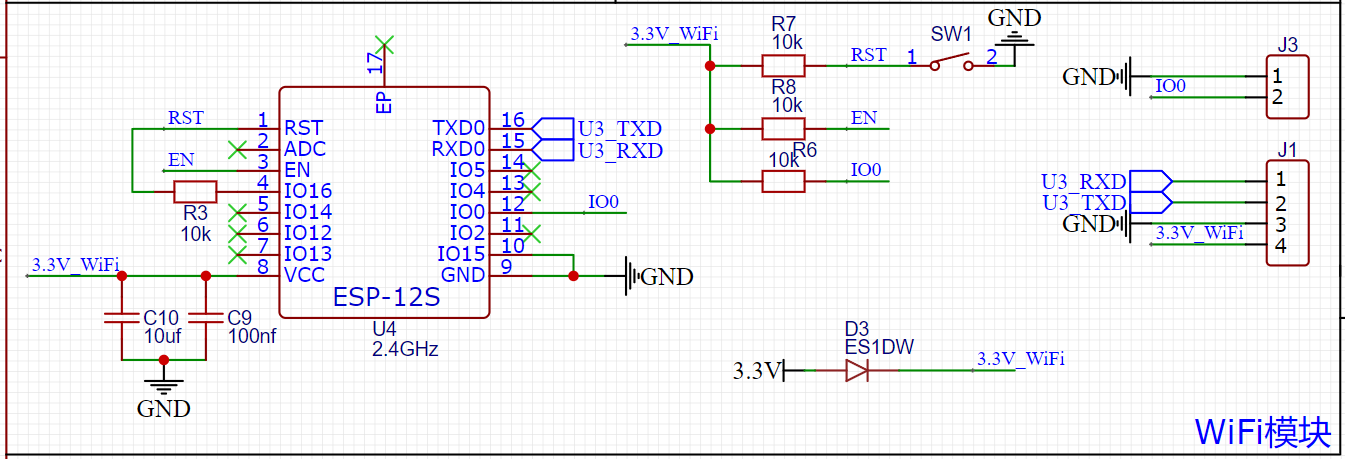 17
EP
RST
1
RST
2
ADC
EN
3
EN
4
IO16
R3
10k
5
IO14
6
IO12
7
IO13
3.3V_WiFi
8
VCC
TXD0
16
U3_TXD
RXD0
15
U3_RXD
IO5
14
IO4
13
IO0
12
IO0
IO2
11
IO15
10
GND
9
GND
ESP-12S
U4
2.4GHz
C10
10uf
C9
100nf
GND
3.3V_WiFi
R7
10k
RST
1
SW1
2
GND
R8
10k
EN
R6
10k
IO0
J3
GND
1
IO0
2
J1
U3_RXD
1
U3_TXD
2
GND
3
3.3V_WiFi
4
D3
ES1DW
3.3V
3.3V_WiFi
WiFi模块